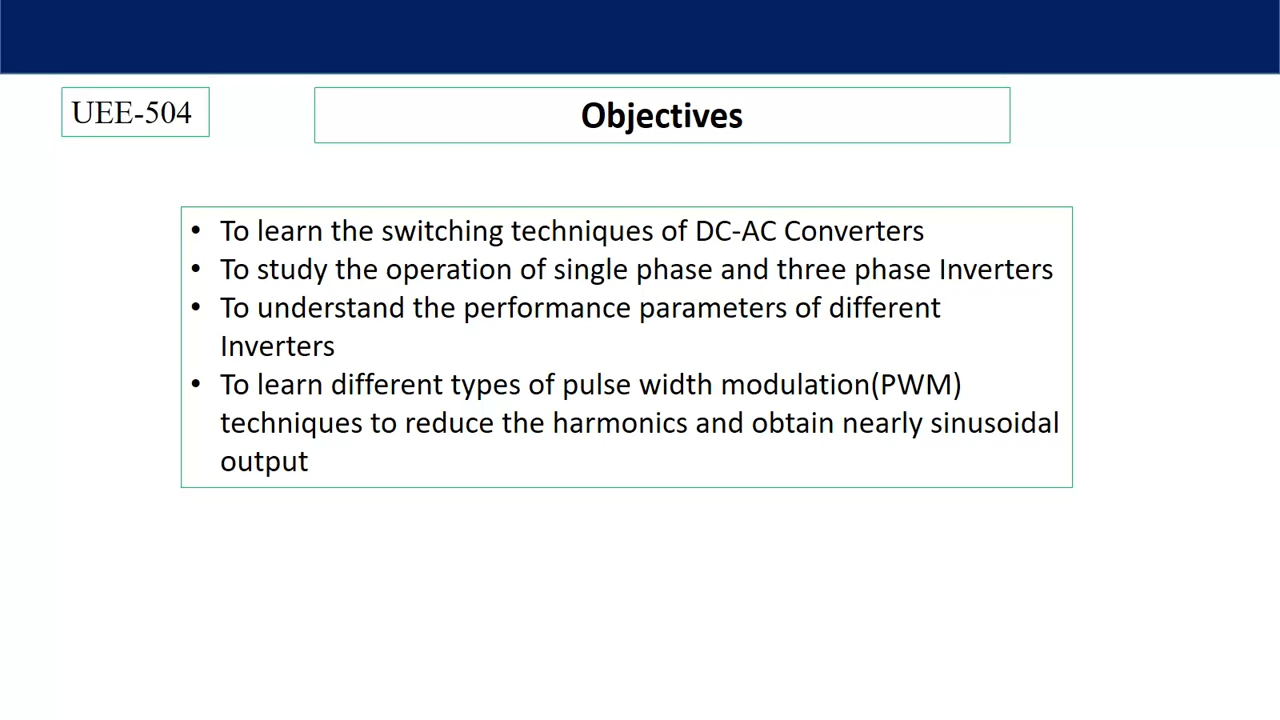 UEE-504
Objectives
• To learn the switching techniques of DC-AC Converters
• To study the operation of single phase and three phase Inverters
• To understand the performance parameters of different
Inverters
• To learn different types of pulse width modulation(PWM)
techniques to reduce the harmonics and obtain nearly sinusoidal
output